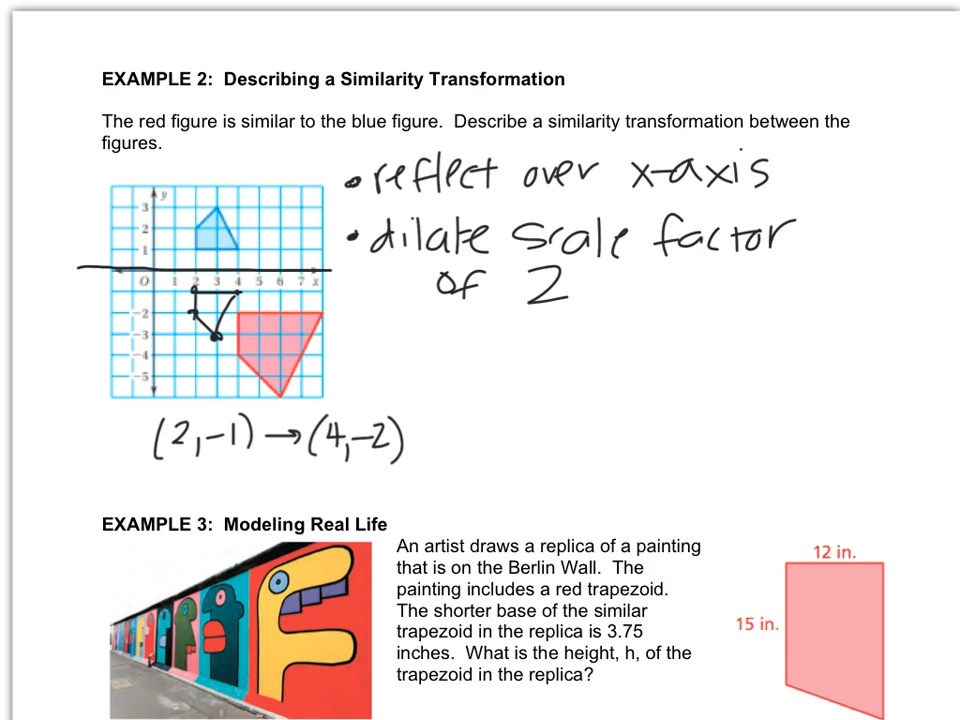 EXAMPLE 2: Describing a Similarity Transformation
The red figure is similar to the blue figure. Describe a similarity transformation between the
figures.
• reflect over x-axis
• dilate scale factor
of 2
y
3
2
1
O 1 2 3 4 5 6 7 x
-2
-3
-4
-5
(2,-1) → (4,-2)
EXAMPLE 3: Modeling Real Life
An artist draws a replica of a painting
that is on the Berlin Wall. The
painting includes a red trapezoid.
The shorter base of the similar
trapezoid in the replica is 3.75
inches. What is the height, h, of the
trapezoid in the replica?
12 in.
15 in.